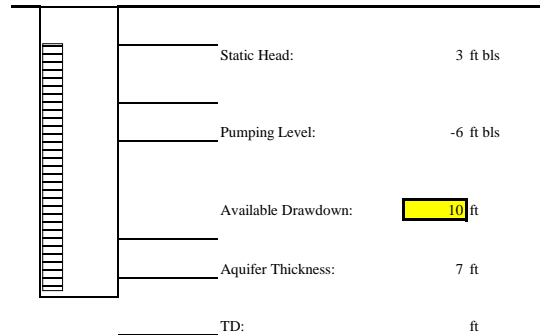 Static Head: 3 ft bls
Pumping Level: -6 ft bls
Available Drawdown: 10 ft
Aquifer Thickness: 7 ft
TD: ft